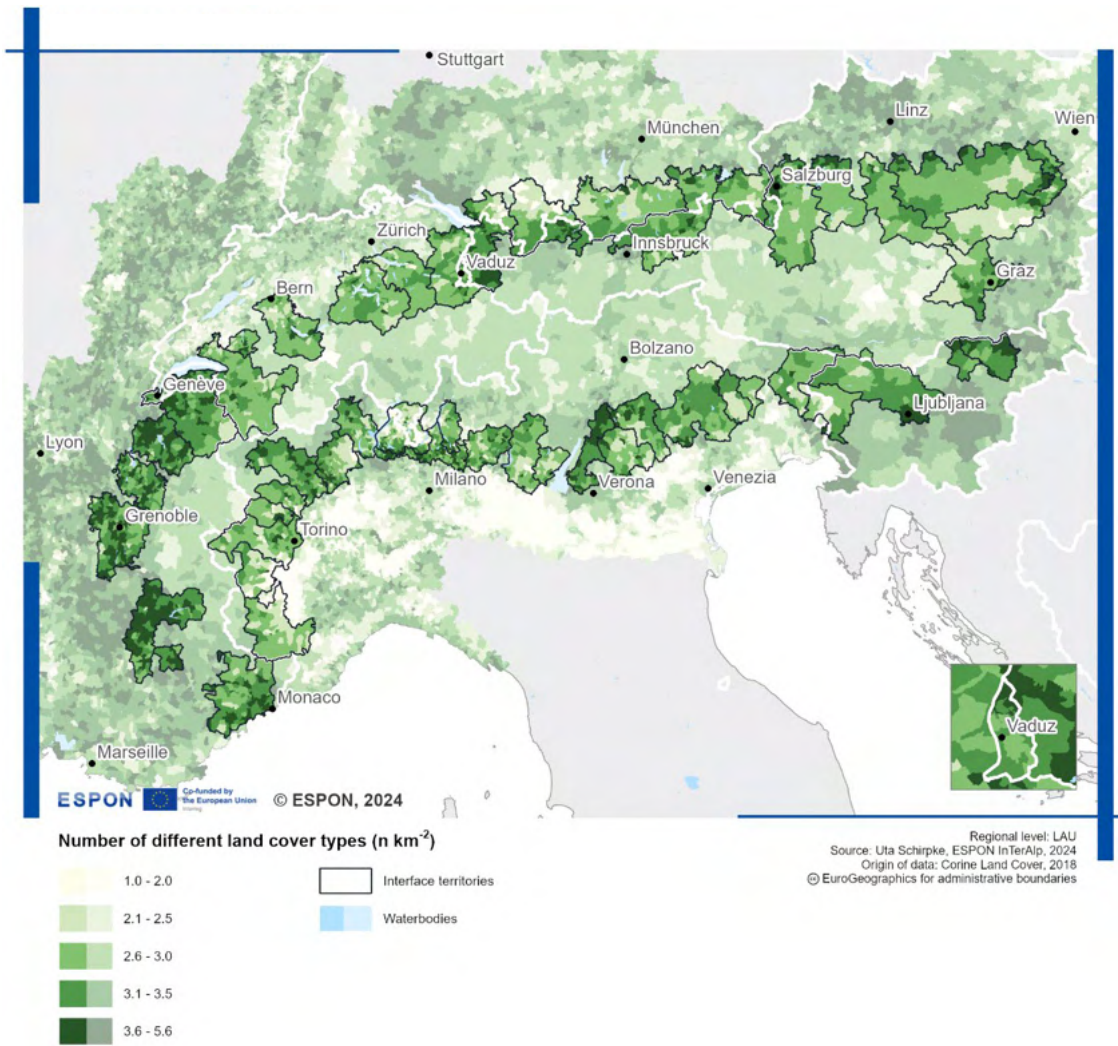 Stuttgart
Linz
Wien
München
Salzburg
Zürich
Innsbruck
Vaduz
Graz
Bern
Bolzano
Genève
Ljubljana
Lyon
Milano
Verona
Venezia
Grenoble
Torino
Monaco
Vaduz
Marseille
ESPON
Co-funded by
the European Union
Interreg
© ESPON, 2024
Number of different land cover types (n km-2)
1.0 - 2.0
2.1 - 2.5
2.6 - 3.0
3.1 - 3.5
3.6 - 5.6
Interface territories
Waterbodies
Regional level: LAU
Source: Uta Schirpke, ESPON InTerAlp, 2024
Origin of data: Corine Land Cover, 2018
© EuroGeographics for administrative boundaries